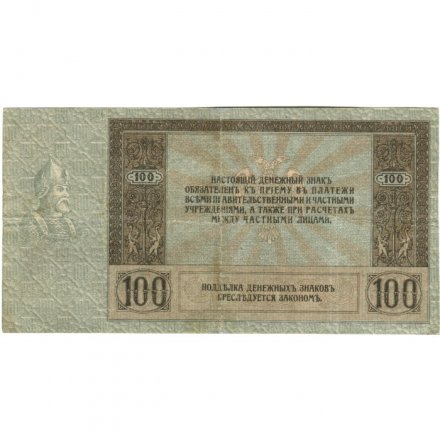 НАСТОЯЩІЙ ДЕНЕЖНЫЙ ЗНАКЪ
ОБЯЗАТЕЛЕНЪ КЪ ПРІЕМУ ВЪ ПЛАТЕЖИ
ВСѢМИ ПРАВИТЕЛЬСТВЕННЫМИ И ЧАСТНЫМИ
УЧРЕЖДЕНІЯМИ, А ТАКЖЕ ПРИ РАСЧЕТАХЪ
МЕЖДУ ЧАСТНЫМИ ЛИЦАМИ.
100 100
100 ПОДДѢЛКА ДЕНЕЖНЫХЪ ЗНАКОВЪ 100
ПРЕСЛѢДУЕТСЯ ЗАКОНОМЪ.